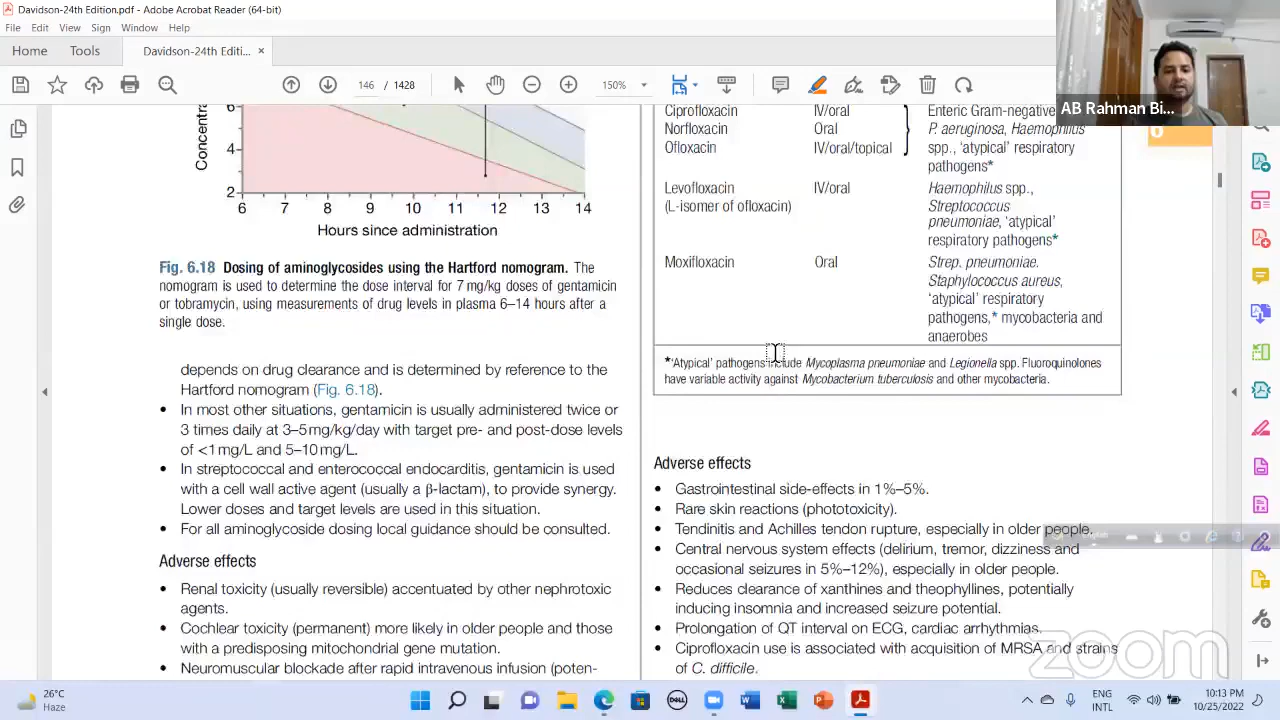 Davidson-24th Edition.pdf - Adobe Acrobat Reader (64-bit)
File Edit View Sign Window Help
Home Tools Davidson-24th Editi... ×
146 / 1428 150%
AB Rahman Bi...
6
4
2
6 7 8 9 10 11 12 13 14
Hours since administration
Fig. 6.18 Dosing of aminoglycosides using the Hartford nomogram. The
nomogram is used to determine the dose interval for 7 mg/kg doses of gentamicin
or tobramycin, using measurements of drug levels in plasma 6–14 hours after a
single dose.
depends on drug clearance and is determined by reference to the
Hartford nomogram (Fig. 6.18).
• In most other situations, gentamicin is usually administered twice or
3 times daily at 3–5 mg/kg/day with target pre- and post-dose levels
of <1 mg/L and 5–10 mg/L.
• In streptococcal and enterococcal endocarditis, gentamicin is used
with a cell wall active agent (usually a β-lactam), to provide synergy.
Lower doses and target levels are used in this situation.
• For all aminoglycoside dosing local guidance should be consulted.
Adverse effects
• Renal toxicity (usually reversible) accentuated by other nephrotoxic
agents.
• Cochlear toxicity (permanent) more likely in older people and those
with a predisposing mitochondrial gene mutation.
• Neuromuscular blockade after rapid intravenous infusion (poten-
Ciprofloxacin IV/oral Enteric Gram-negative
Norfloxacin Oral P. aeruginosa, Haemophilus
Ofloxacin IV/oral/topical spp., ‘atypical’ respiratory
pathogens*
Levofloxacin IV/oral Haemophilus spp.,
(L-isomer of ofloxacin) Streptococcus
pneumoniae, ‘atypical’
respiratory pathogens*
Moxifloxacin Oral Strep. pneumoniae.
Staphylococcus aureus,
‘atypical’ respiratory
pathogens,* mycobacteria and
anaerobes
*‘Atypical’ pathogens include Mycoplasma pneumoniae and Legionella spp. Fluoroquinolones
have variable activity against Mycobacterium tuberculosis and other mycobacteria.
6
Adverse effects
• Gastrointestinal side-effects in 1%–5%.
• Rare skin reactions (phototoxicity).
• Tendinitis and Achilles tendon rupture, especially in older people.
• Central nervous system effects (delirium, tremor, dizziness and
occasional seizures in 5%–12%), especially in older people.
• Reduces clearance of xanthines and theophyllines, potentially
inducing insomnia and increased seizure potential.
• Prolongation of QT interval on ECG, cardiac arrhythmias.
• Ciprofloxacin use is associated with acquisition of MRSA and strains
of C. difficile.
English
zoom
26°C
Haze
DELL
ENG
INTL
10:13 PM
10/25/2022